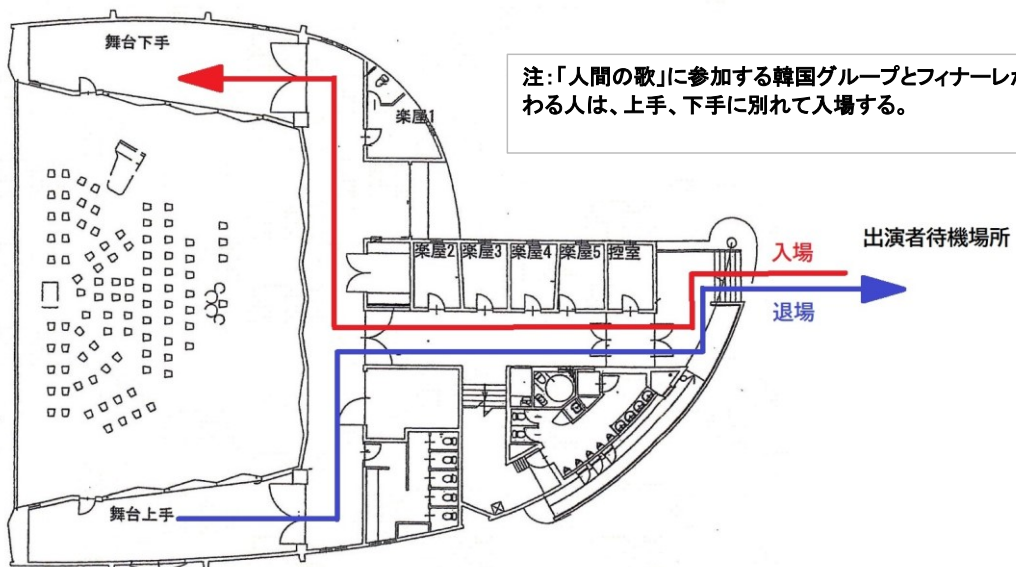 舞台下手
注:「人間の歌」に参加する韓国グループとフィナーレか
わる人は、上手、下手に別れて入場する。
楽屋1
出演者待機場所
楽屋2 楽屋3 楽屋4 楽屋5 控室
入場
退場
舞台上手